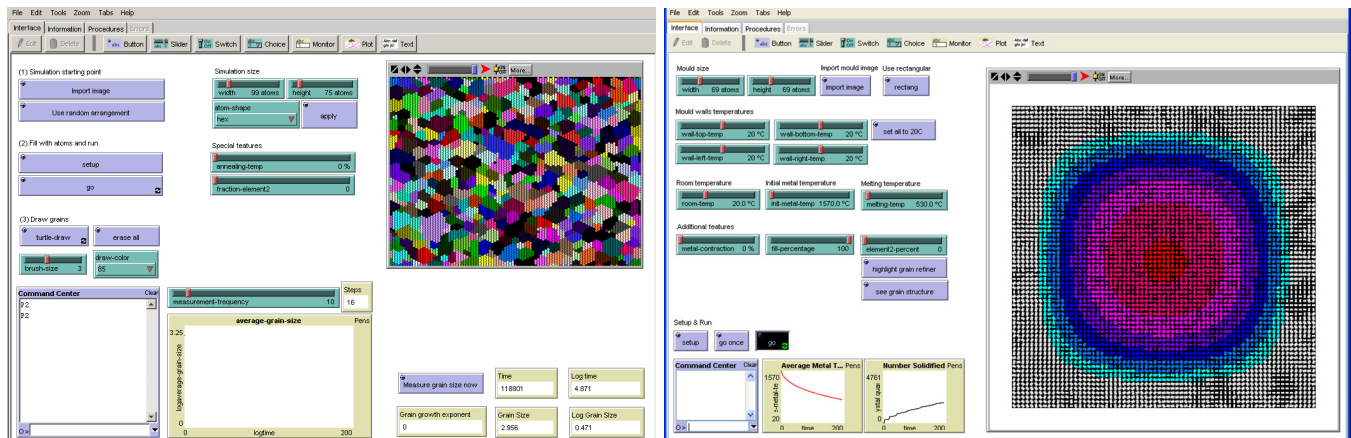 File Edit Tools Zoom Tabs Help
Interface Information Procedures Errors
Edit Delete abc Button Slider On Off Switch Choice Monitor Plot Text
(1) Simulation starting point
Import image
Use random arrangement
(2) Fill with atoms and run
setup
go
(3) Draw grains
turtle-draw erase all
brush-size 3
draw-color
85
Simulation size
width 99 atoms height 75 atoms
atom-shape
hex
apply
Special features
annealing-temp 0 %
fraction-element2 0
More...
Command Center Clear
P2
P2
O>
measurement-frequency 10
Steps
16
average-grain-size Pens
3.25
logaverage-grain-size
0
0 logtime 200
Measure grain size now
Time
118801
Log time
4.871
Grain growth exponent
0
Grain Size
2.956
Log Grain Size
0.471
File Edit Tools Zoom Tabs Help
Interface Information Procedures Errors
Edit Delete abc Button Slider On Off Switch Choice Monitor Plot Text
Mould size
width 69 atoms height 69 atoms
Import mould image
import image
Use rectangular
rectang
Mould walls temperatures
wall-top-temp 20 °C wall-bottom-temp 20 °C
set all to 20C
wall-left-temp 20 °C wall-right-temp 20 °C
Room temperature Initial metal temperature Melting temperature
room-temp 20.0 °C init-metal-temp 1570.0 °C melting-temp 530.0 °C
Additional features
metal-contraction 0 % fill-percentage 100 element2-percent 0
highlight grain refiner
see grain structure
Setup & Run
setup go once go
More...
Command Center Clear
O>
Average Metal T... Pens
1570
20
0 time 200
Number Solidified Pens
4761
0
0 time 200